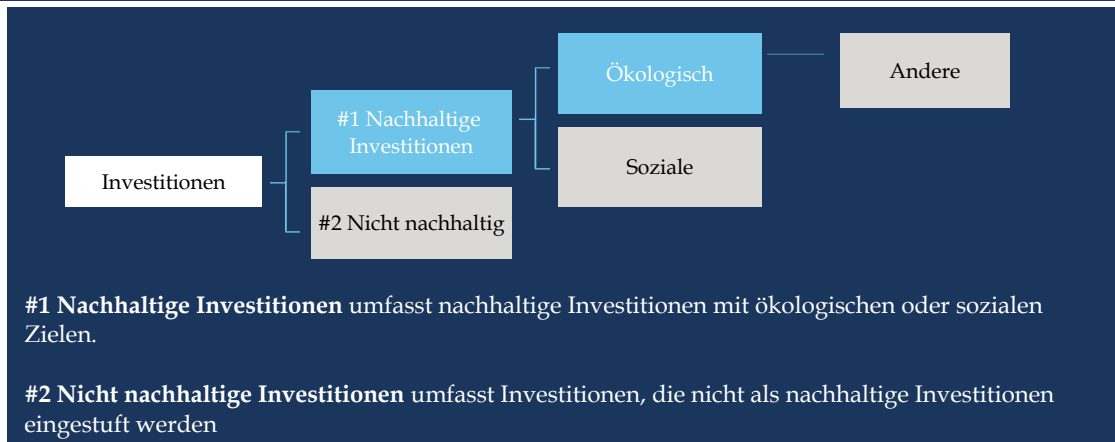 Investitionen
#1 Nachhaltige
Investitionen
#2 Nicht nachhaltig
Ökologisch
Soziale
Andere
#1 Nachhaltige Investitionen umfasst nachhaltige Investitionen mit ökologischen oder sozialen
Zielen.
#2 Nicht nachhaltige Investitionen umfasst Investitionen, die nicht als nachhaltige Investitionen
eingestuft werden